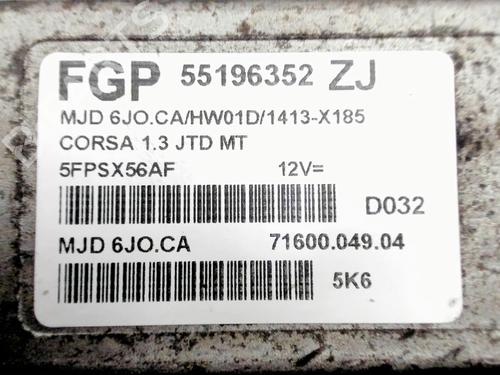 FGP 55196352 ZJ
MJD 6JO.CA/HW01D/1413-X185
CORSA 1.3 JTD MT
5FPSX56AF 12V=
D032
MJD 6JO.CA 71600.049.04
5K6